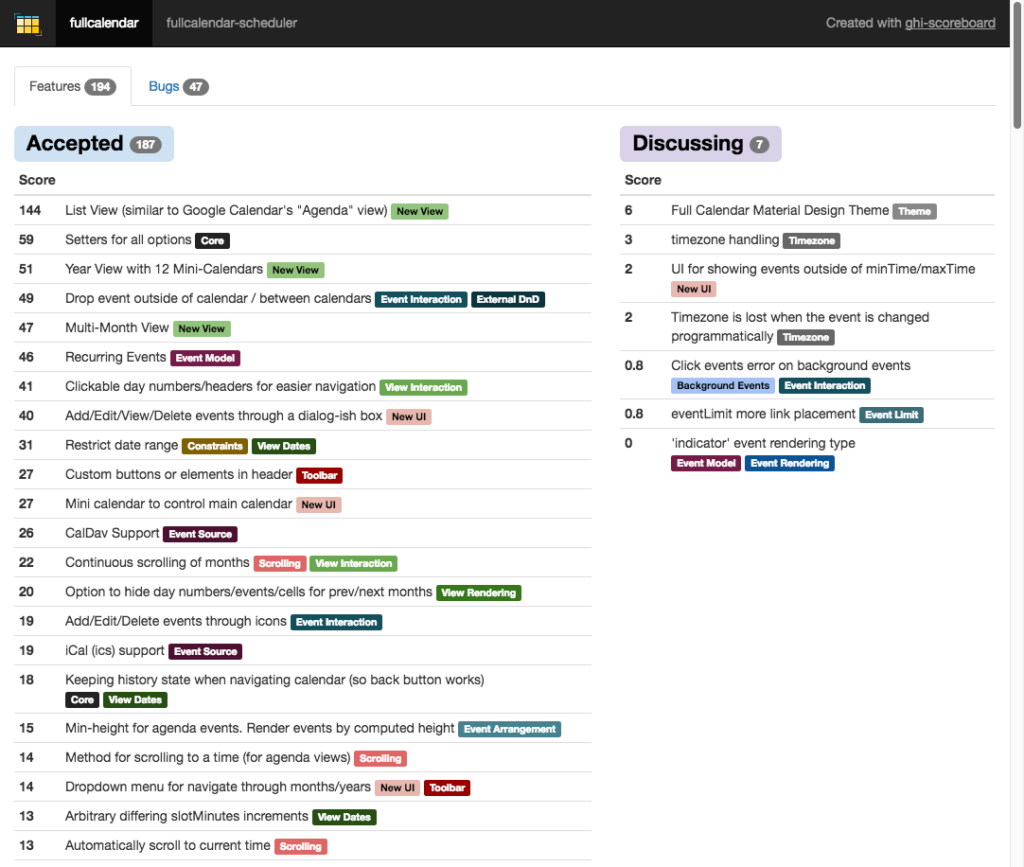 fullcalendar fullcalendar-scheduler Created with ghi-scoreboard
Features 194 Bugs 47
Accepted 187
Score
144 List View (similar to Google Calendar's "Agenda" view) New View
59 Setters for all options Core
51 Year View with 12 Mini-Calendars New View
49 Drop event outside of calendar / between calendars Event Interaction External DnD
47 Multi-Month View New View
46 Recurring Events Event Model
41 Clickable day numbers/headers for easier navigation View Interaction
40 Add/Edit/View/Delete events through a dialog-ish box New UI
31 Restrict date range Constraints View Dates
27 Custom buttons or elements in header Toolbar
27 Mini calendar to control main calendar New UI
26 CalDav Support Event Source
22 Continuous scrolling of months Scrolling View Interaction
20 Option to hide day numbers/events/cells for prev/next months View Rendering
19 Add/Edit/Delete events through icons Event Interaction
19 iCal (ics) support Event Source
18 Keeping history state when navigating calendar (so back button works)
Core View Dates
15 Min-height for agenda events. Render events by computed height Event Arrangement
14 Method for scrolling to a time (for agenda views) Scrolling
14 Dropdown menu for navigate through months/years New UI Toolbar
13 Arbitrary differing slotMinutes increments View Dates
13 Automatically scroll to current time Scrolling
Discussing 7
Score
6 Full Calendar Material Design Theme Theme
3 timezone handling Timezone
2 UI for showing events outside of minTime/maxTime
New UI
2 Timezone is lost when the event is changed
programmatically Timezone
0.8 Click events error on background events
Background Events Event Interaction
0.8 eventLimit more link placement Event Limit
0 'indicator' event rendering type
Event Model Event Rendering